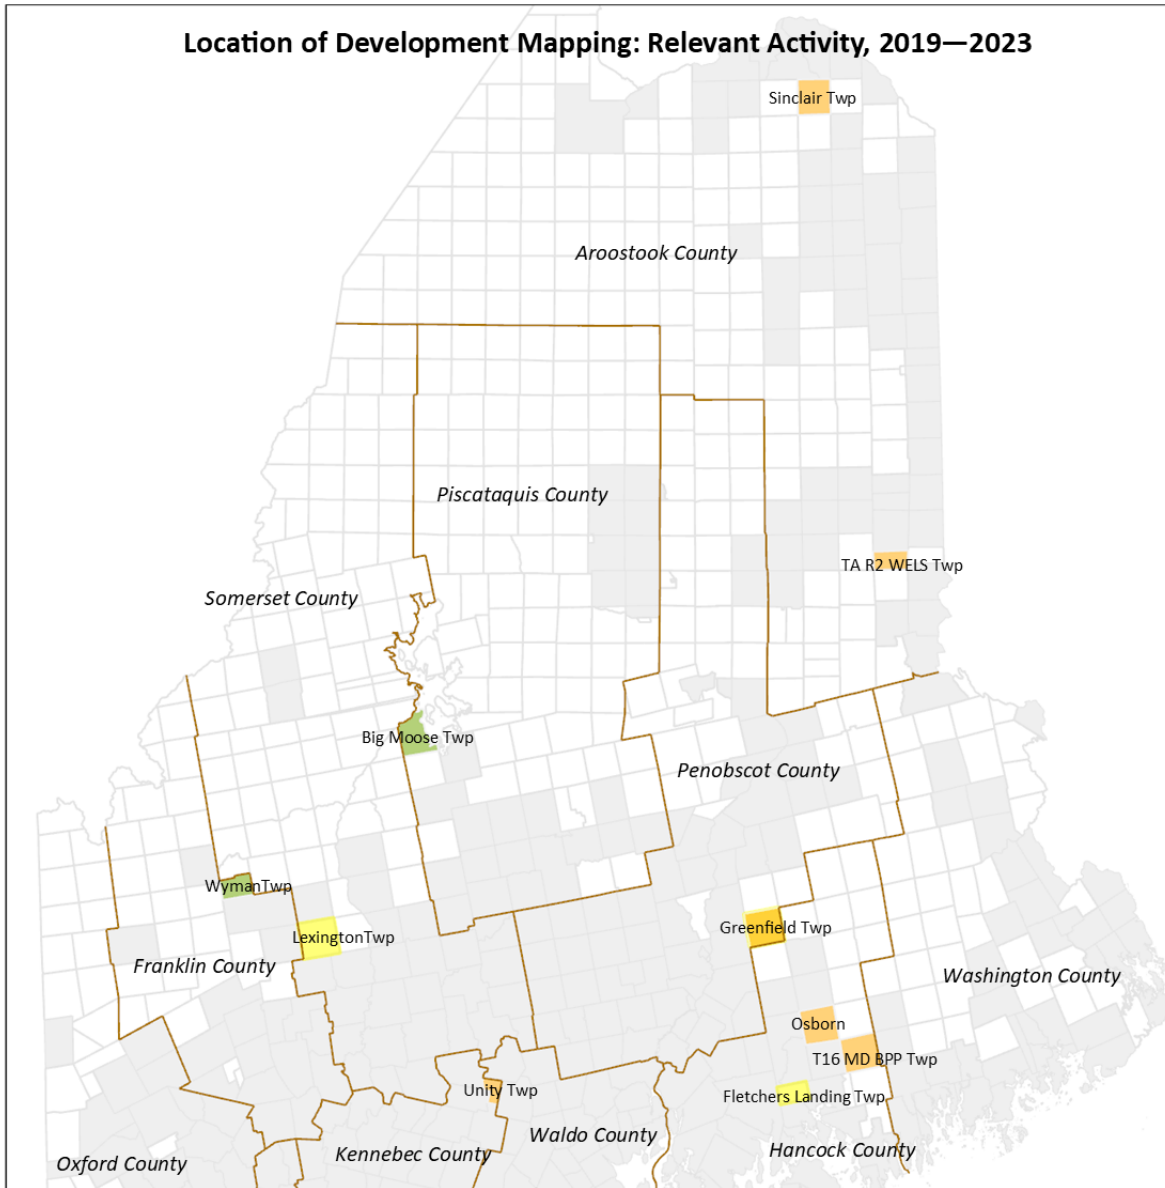 Location of Development Mapping: Relevant Activity, 2019—2023
Sinclair Twp
Aroostook County
Piscataquis County
TA R2 WELS Twp
Somerset County
Big Moose Twp
Penobscot County
WymanTwp
Greenfield Twp
LexingtonTwp
Franklin County
Washington County
Osborn
T16 MD BPP Twp
Unity Twp
Fletchers Landing Twp
Waldo County
Hancock County
Kennebec County
Oxford County